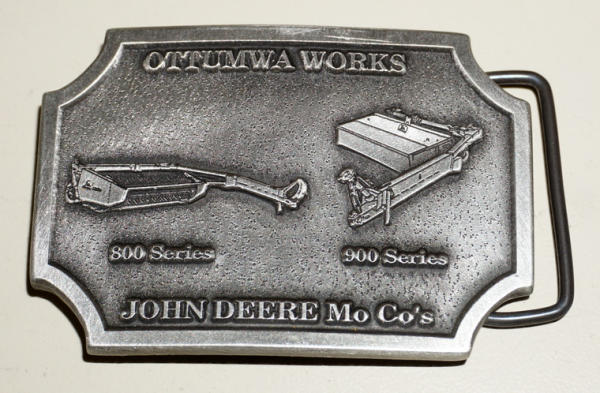 OTTUMWA WORKS
800 Series 900 Series
JOHN DEERE Mo Co's